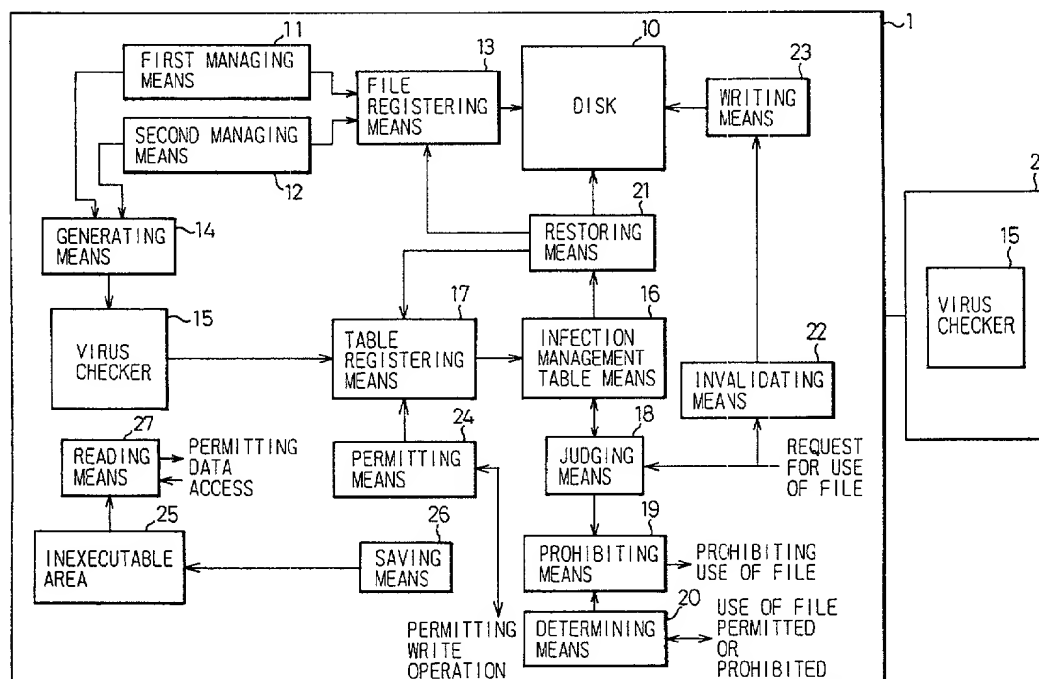 11
FIRST MANAGING
MEANS
SECOND MANAGING
MEANS
12
13
FILE
REGISTERING
MEANS
10
DISK
23
WRITING
MEANS
1
2
14
GENERATING
MEANS
21
RESTORING
MEANS
15
VIRUS
CHECKER
15
VIRUS
CHECKER
17
TABLE
REGISTERING
MEANS
16
INFECTION
MANAGEMENT
TABLE MEANS
22
INVALIDATING
MEANS
27
READING
MEANS
PERMITTING
DATA
ACCESS
24
PERMITTING
MEANS
18
JUDGING
MEANS
REQUEST
FOR USE
OF FILE
25
INEXECUTABLE
AREA
26
SAVING
MEANS
19
PROHIBITING
MEANS
PROHIBITING
USE OF FILE
20
DETERMINING
MEANS
PERMITTING
WRITE
OPERATION
USE OF FILE
PERMITTED
OR
PROHIBITED